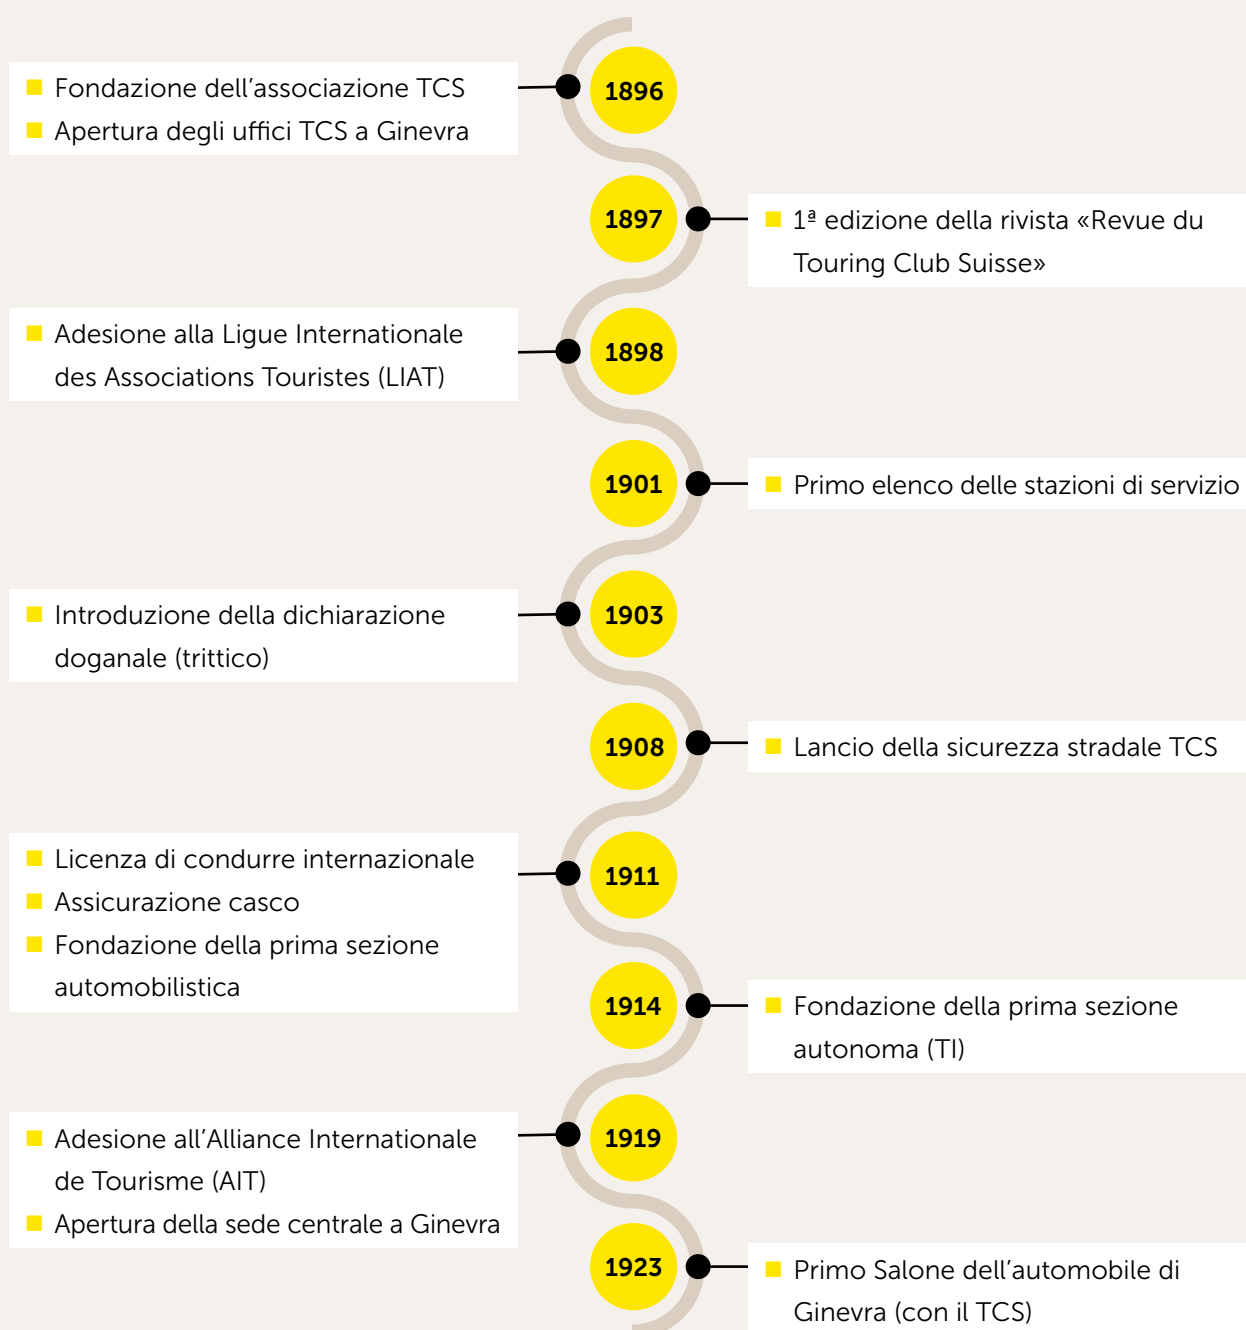 1896
Fondazione dell’associazione TCS
Apertura degli uffici TCS a Ginevra
1897
1ª edizione della rivista «Revue du
Touring Club Suisse»
1898
Adesione alla Ligue Internationale
des Associations Touristes (LIAT)
1901
Primo elenco delle stazioni di servizio
1903
Introduzione della dichiarazione
doganale (trittico)
1908
Lancio della sicurezza stradale TCS
1911
Licenza di condurre internazionale
Assicurazione casco
Fondazione della prima sezione
automobilistica
1914
Fondazione della prima sezione
autonoma (TI)
1919
Adesione all’Alliance Internationale
de Tourisme (AIT)
Apertura della sede centrale a Ginevra
1923
Primo Salone dell’automobile di
Ginevra (con il TCS)